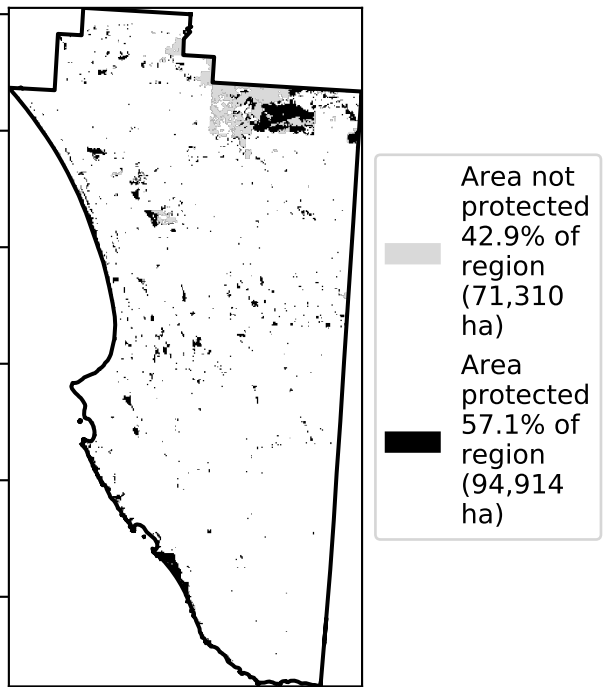 Area not
protected
42.9% of
region
(71,310
ha)
Area
protected
57.1% of
region
(94,914
ha)